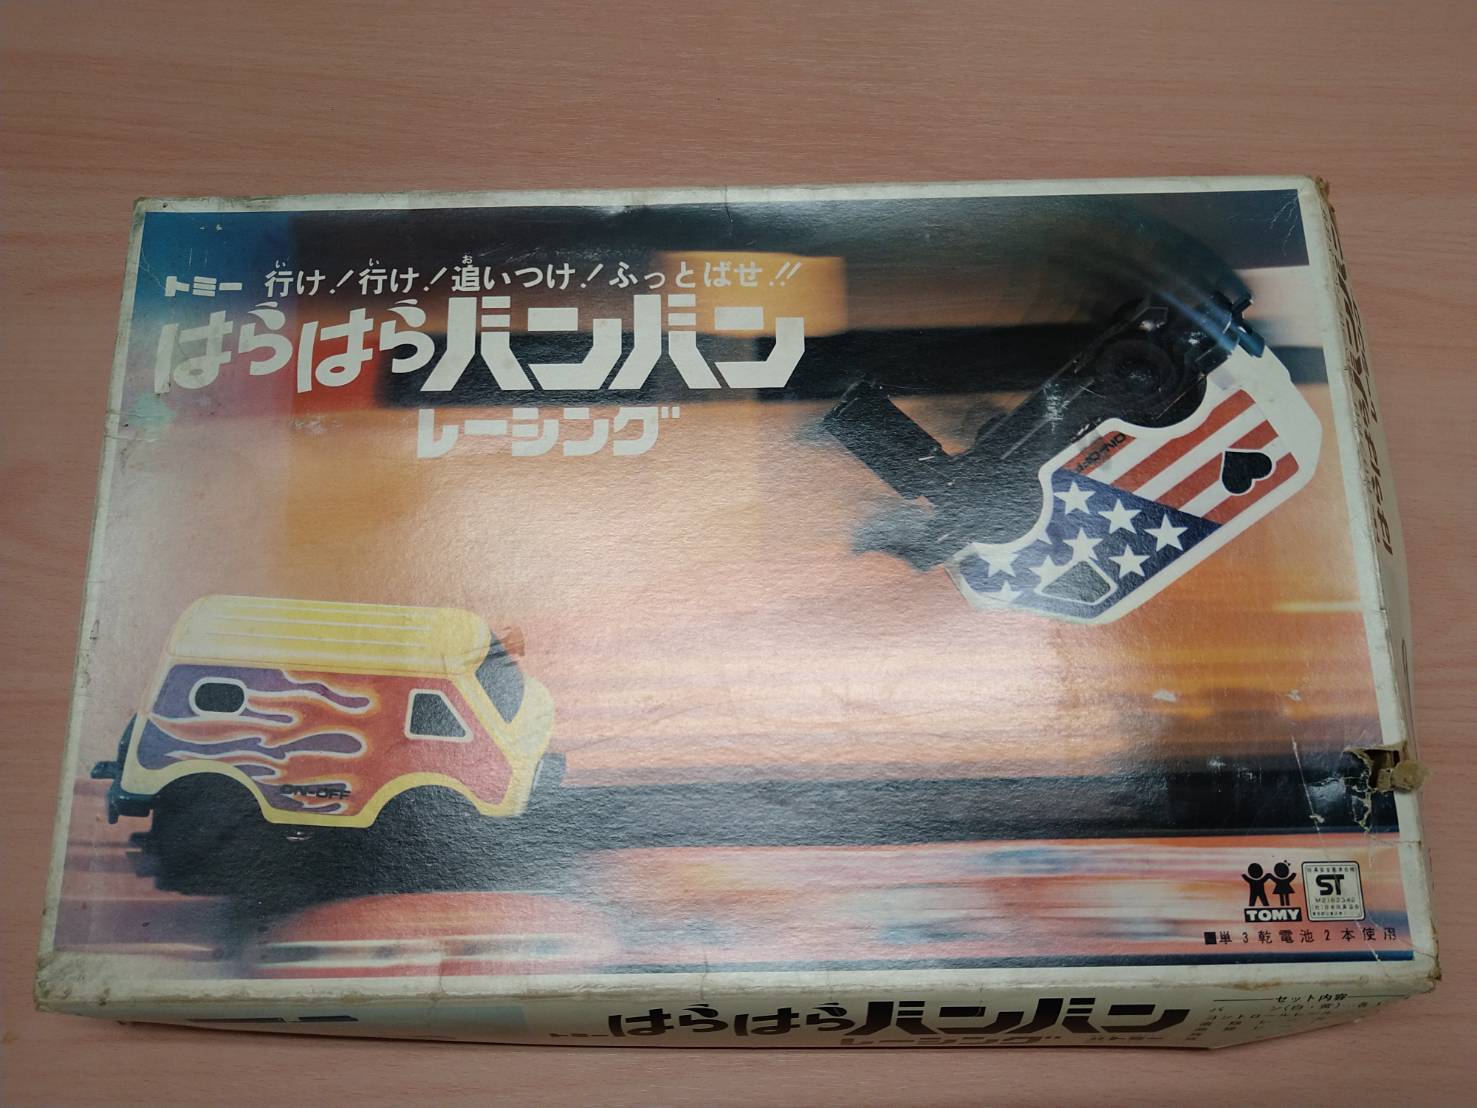 トミー 行け!行け!追いつけ!ふっとばせ!!
はらはらバンバン
レーシング
ON-OFF
ON-OFF
TOMY
ST
■単3乾電池2本使用
トミー はらはらバンバン
レーシング
セット内容